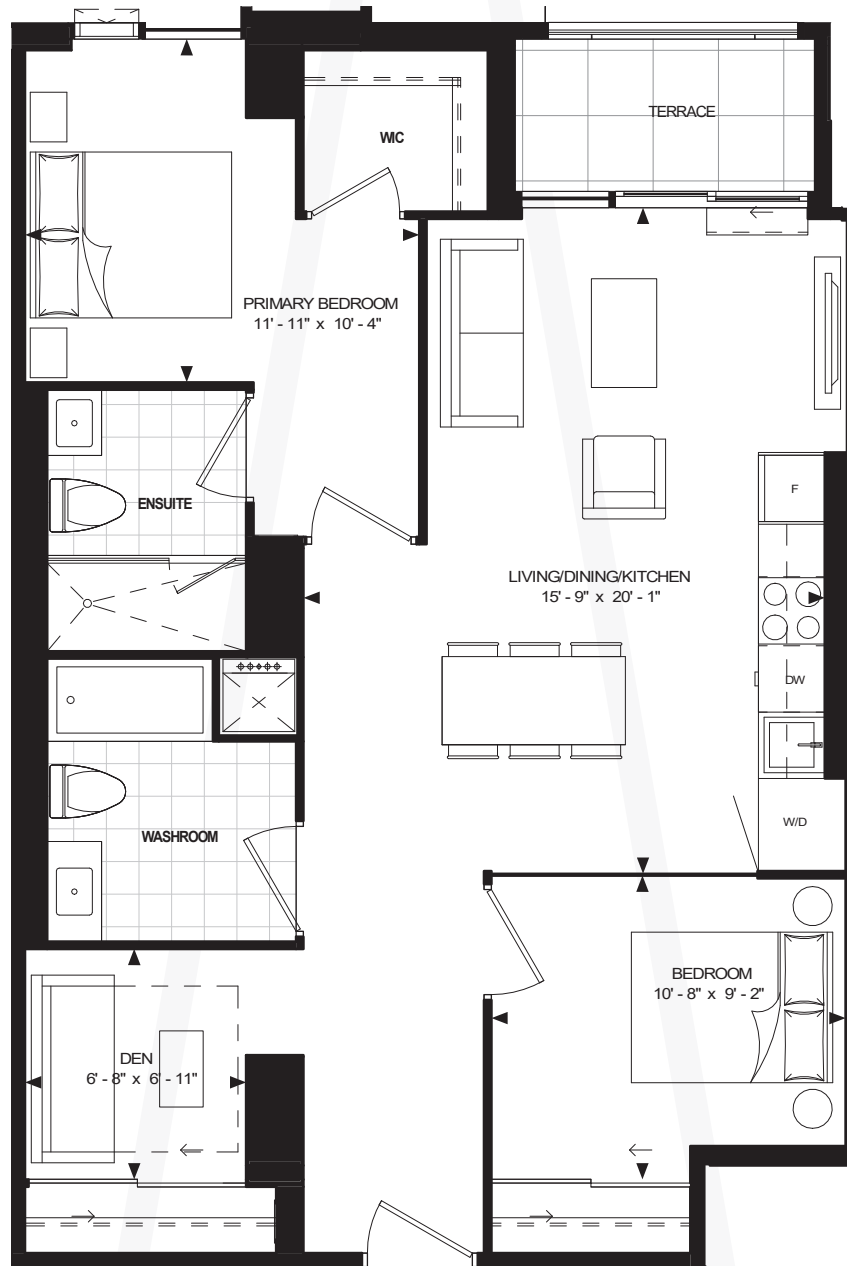 TERRACE
WIC
PRIMARY BEDROOM
11' - 11" x 10' - 4"
ENSUITE
F
LIVING/DINING/KITCHEN
15' - 9" x 20' - 1"
DW
W/D
WASHROOM
BEDROOM
10' - 8" x 9' - 2"
DEN
6' - 8" x 6' - 11"